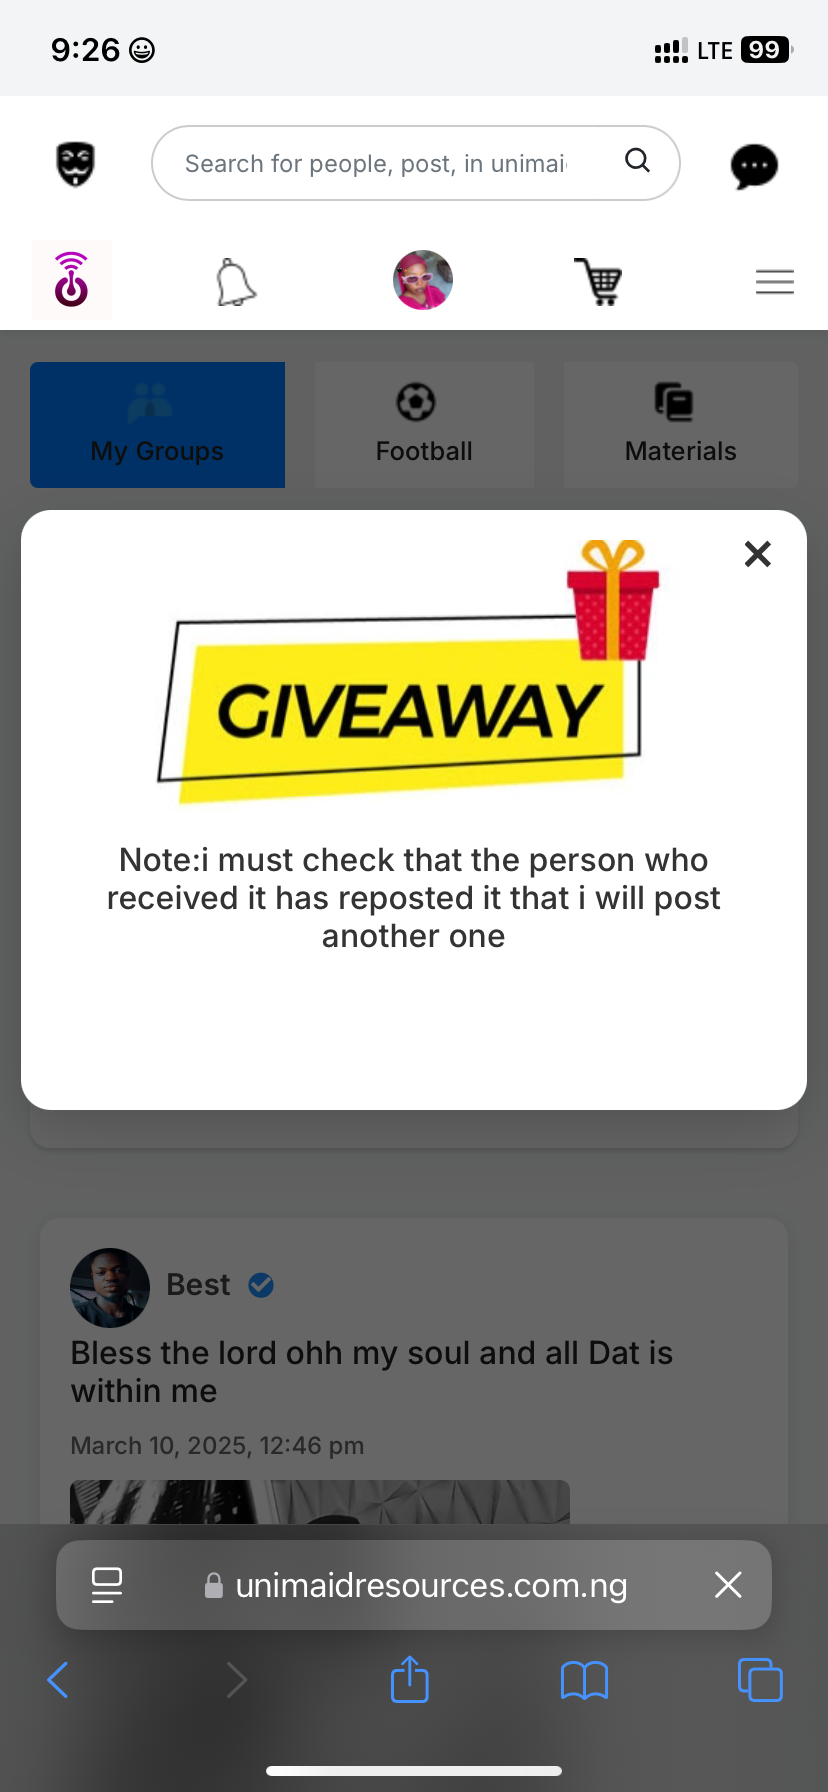 9:26
LTE 99
Search for people, post, in unimai
My Groups
Football
Materials
GIVEAWAY
Note:i must check that the person who
received it has reposted it that i will post
another one
Best
Bless the lord ohh my soul and all Dat is
within me
March 10, 2025, 12:46 pm
unimaidresources.com.ng